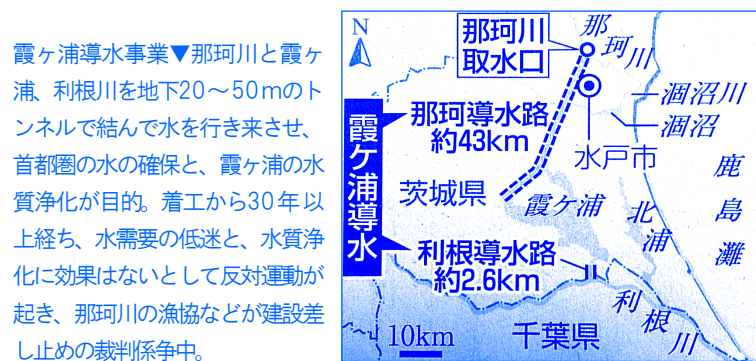 霞ヶ浦導水事業▼那珂川と霞ヶ
浦、利根川を地下20〜50mのト
ンネルで結んで水を行き来させ、
首都圏の水の確保と、霞ヶ浦の水
質浄化が目的。着工から30年以
上経ち、水需要の低迷と、水質浄
化に効果はないとして反対運動が
起き、那珂川の漁協などが建設差
し止めの裁判係争中。
霞ケ浦導水
N
那珂川
取水口
那珂川
那珂導水路
約43km
涸沼川
涸沼
水戸市
茨城県
霞ケ浦
北浦
鹿島灘
利根導水路
約2.6km
利根川
10km
千葉県